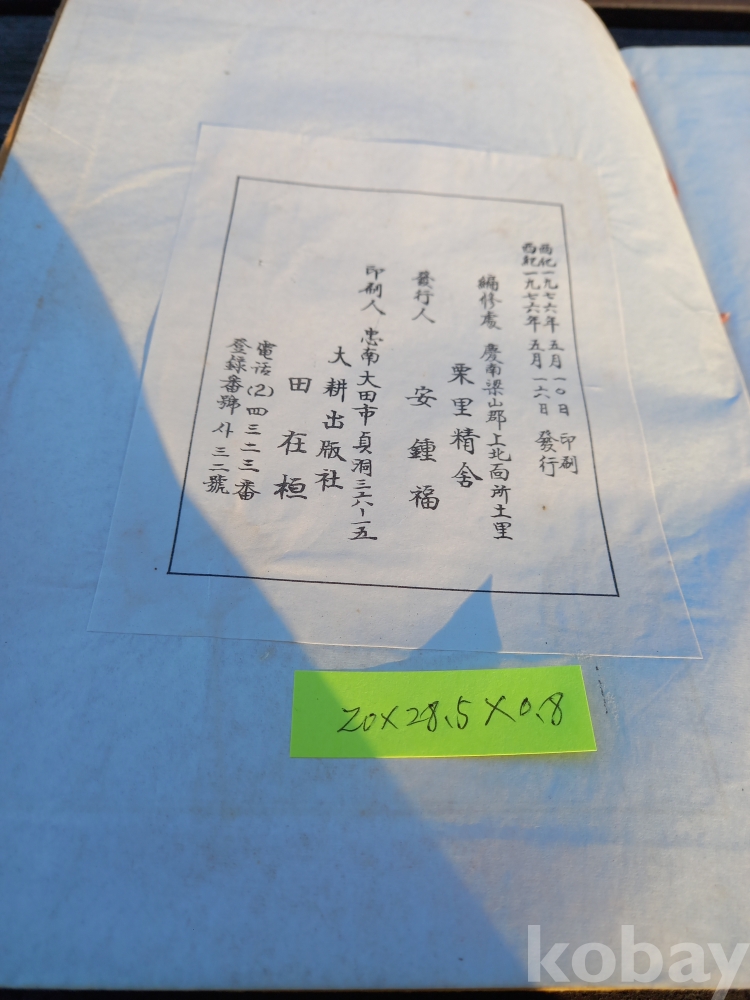 西紀一九七六年 五月 一〇日 印刷
西紀一九七六年 五月 一六日 發行
編修處 慶南梁山郡上北面所土里
栗里精舍
發行人 安鍾福
印刷人 忠南大田市貞洞三六ー一五
大耕出版社
田在桓
電話(2)四三二三番
登録番號 사 三二號
20×28.5×0.8
kobay